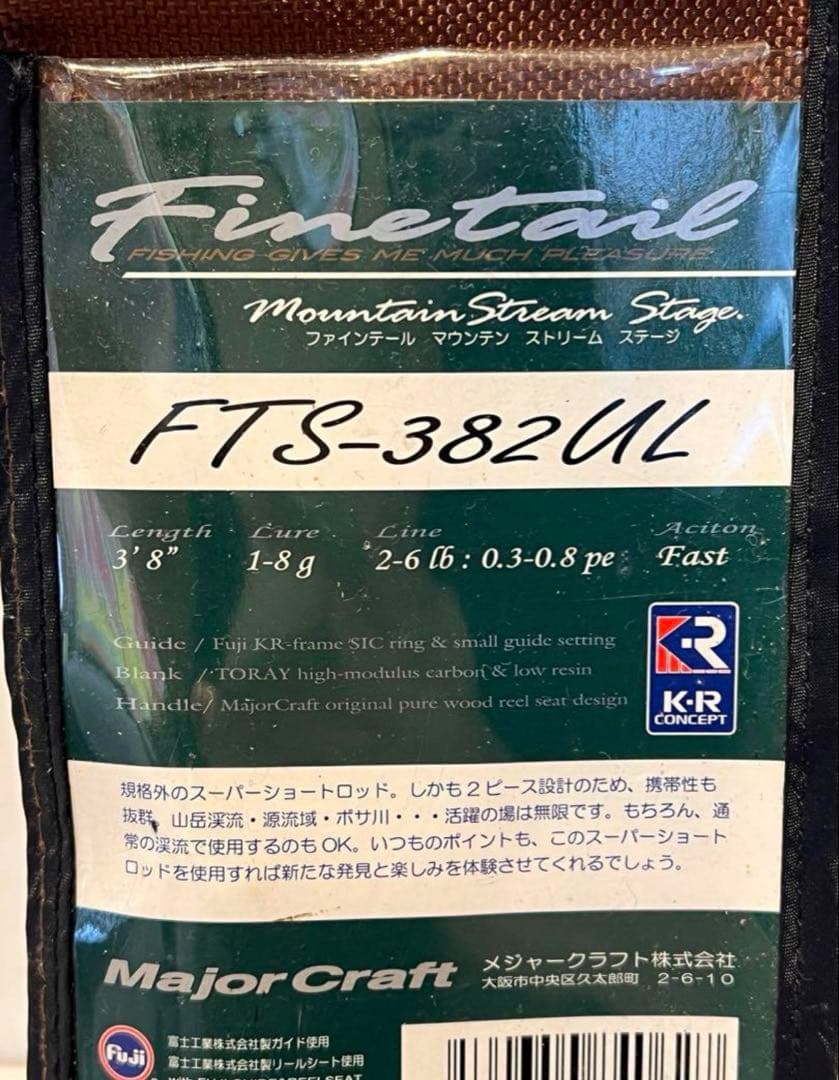 Finetail
FISHING GIVES ME MUCH PLEASURE
Mountain Stream Stage.
ファインテール マウンテン ストリーム ステージ
FTS-382UL
Length Lure Line Aciton
3'8" 1-8 g 2-6 lb : 0.3-0.8 pe Fast
Guide / Fuji KR-frame SIC ring & small guide setting
Blank / TORAY high-modulus carbon & low resin
Handle/ MajorCraft original pure wood reel seat design
KR
K·R
CONCEPT
規格外のスーパーショートロッド。しかも2ピース設計のため、携帯性も
抜群。山岳渓流・源流域・ボサ川・・・活躍の場は無限です。もちろん、通
常の渓流で使用するのもOK。いつものポイントも、このスーパーショート
ロッドを使用すれば新たな発見と楽しみを体験させてくれるでしょう。
MajorCraft メジャークラフト株式会社
大阪市中央区久太郎町 2-6-10
Fuji
富士工業株式会社製ガイド使用
富士工業株式会社製リールシート使用